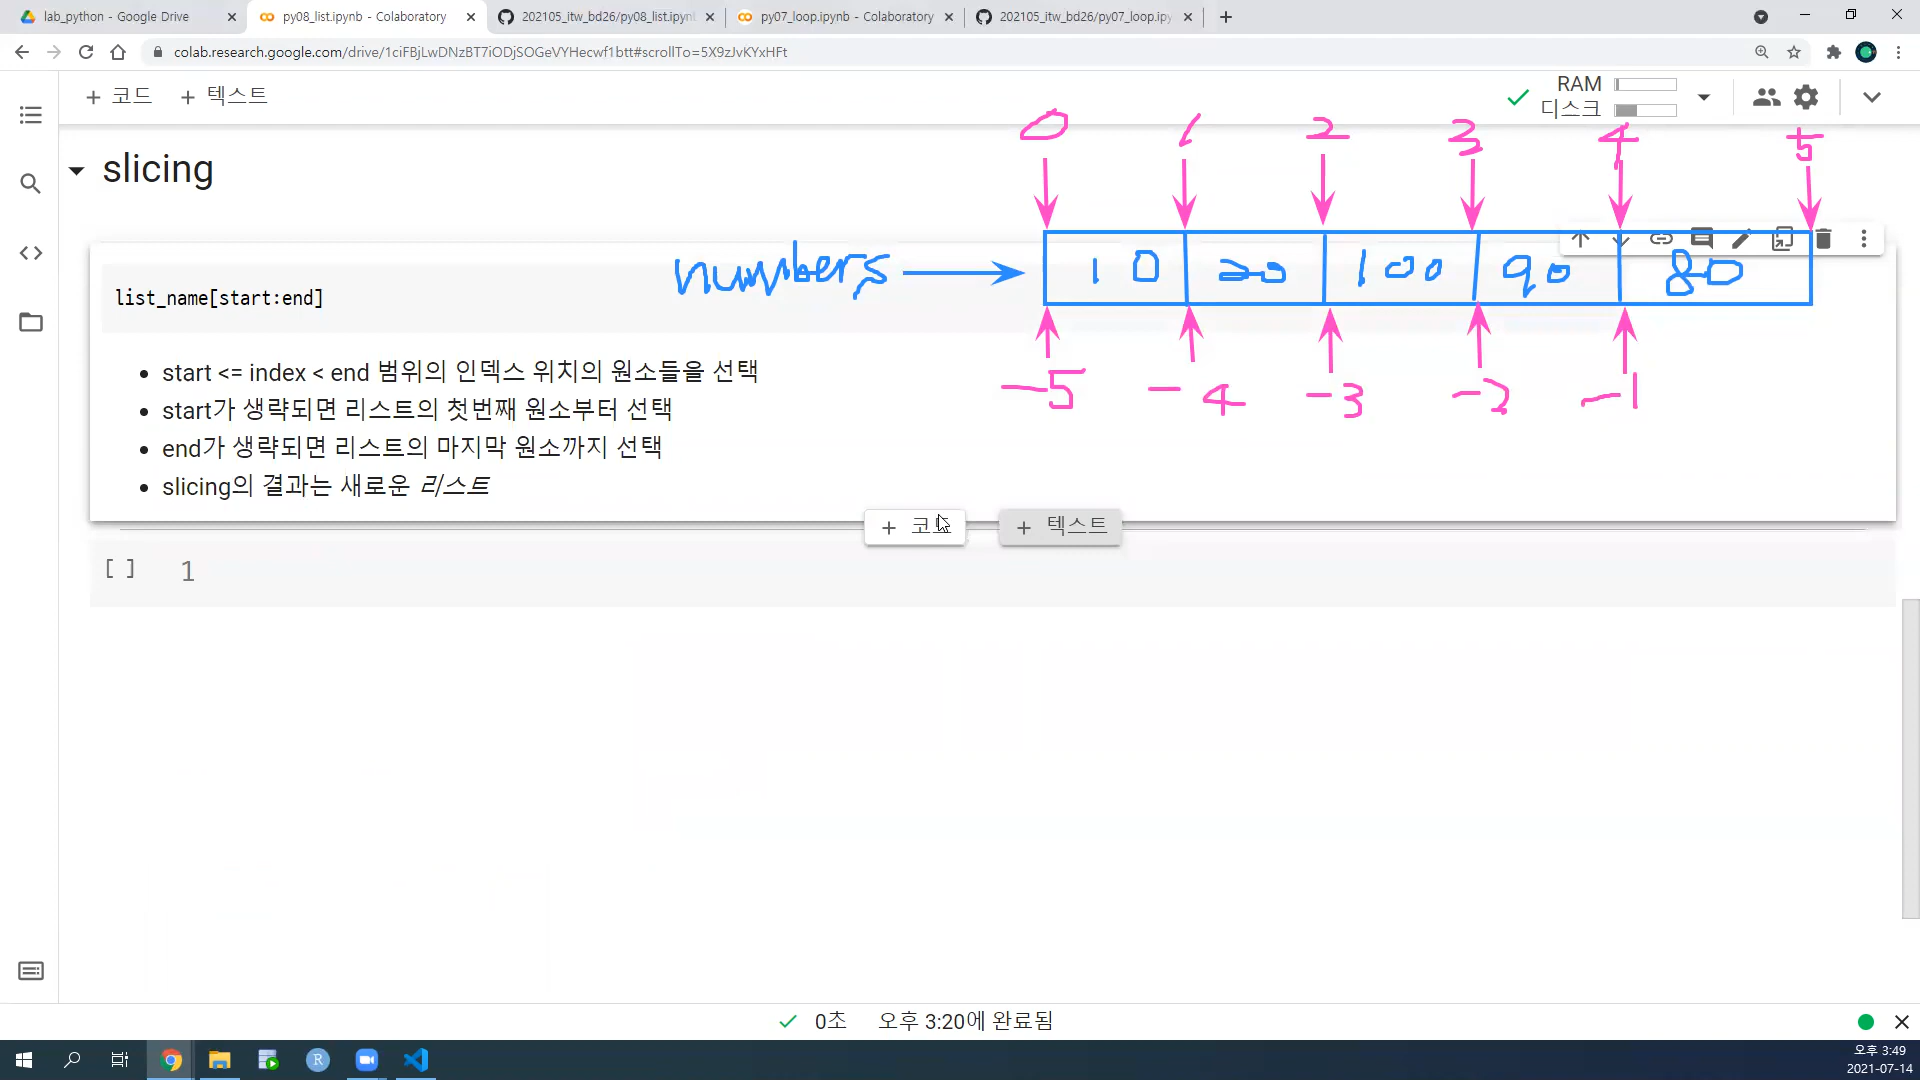 lab_python - Google Drive
py08_list.ipynb - Colaboratory
202105_itw_bd26/py08_list.ipynb
py07_loop.ipynb - Colaboratory
202105_itw_bd26/py07_loop.ipy
colab.research.google.com/drive/1ciFBjLwDNzBT7iODjSOGeVYHecwf1btt#scrollTo=5X9zJvKYxHFt
+ 코드 + 텍스트
RAM
디스크
0 1 2 3 4 5
slicing
numbers
10 20 100 90 80
list_name[start:end]
-5 -4 -3 -2 -1
start <= index < end 범위의 인덱스 위치의 원소들을 선택
start가 생략되면 리스트의 첫번째 원소부터 선택
end가 생략되면 리스트의 마지막 원소까지 선택
slicing의 결과는 새로운 리스트
+ 코드 + 텍스트
[ ] 1
0초 오후 3:20에 완료됨
R
오후 3:49
2021-07-14